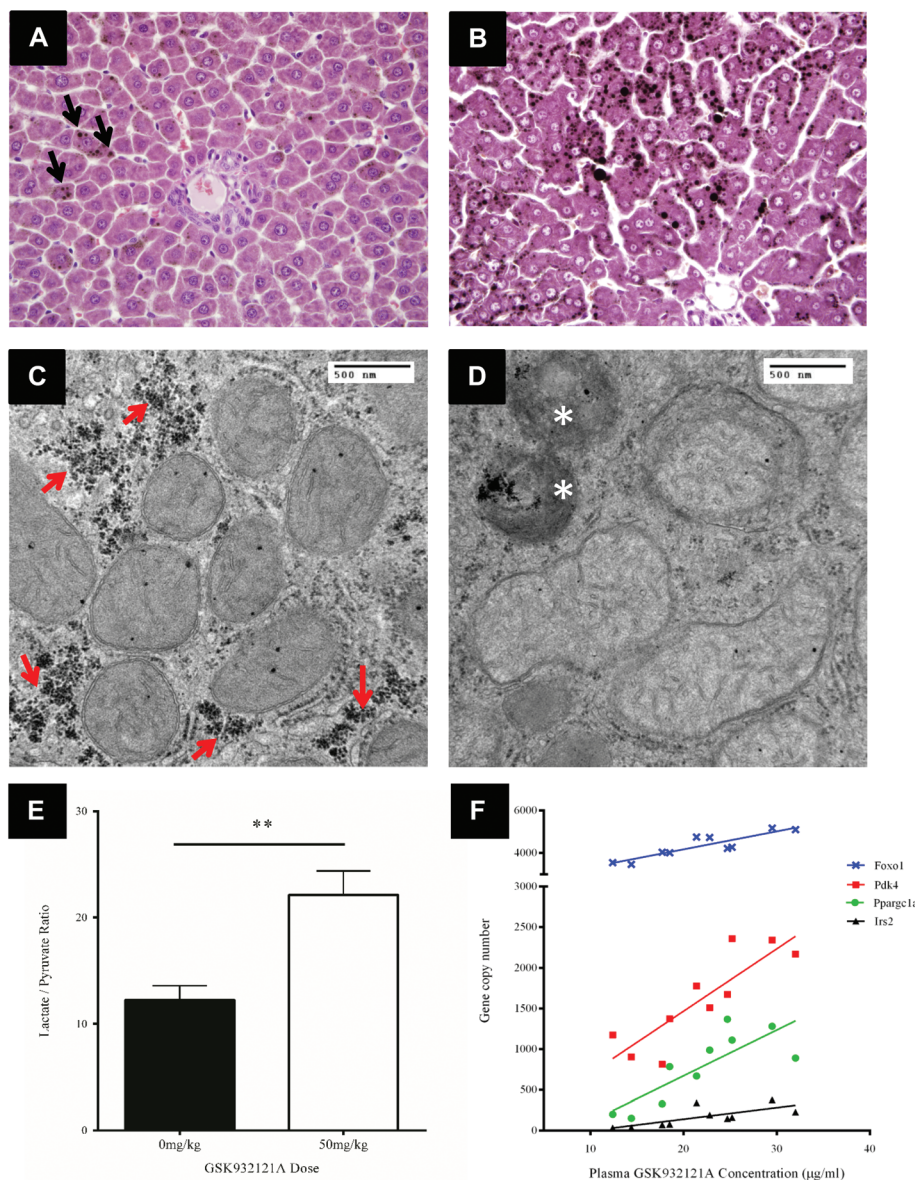 A
B
C
500 nm
D
500 nm
*
*
E
30
20
10
0
**
Lactate / Pyruvate Ratio
0mg/kg
50mg/kg
GSK932121A Dose
F
6000
4000
3000
2500
2000
1500
1000
500
0
Gene copy number
10
20
30
40
Plasma GSK932121A Concentration (µg/ml)
Foxo1
Pdk4
Ppargc1a
Irs2